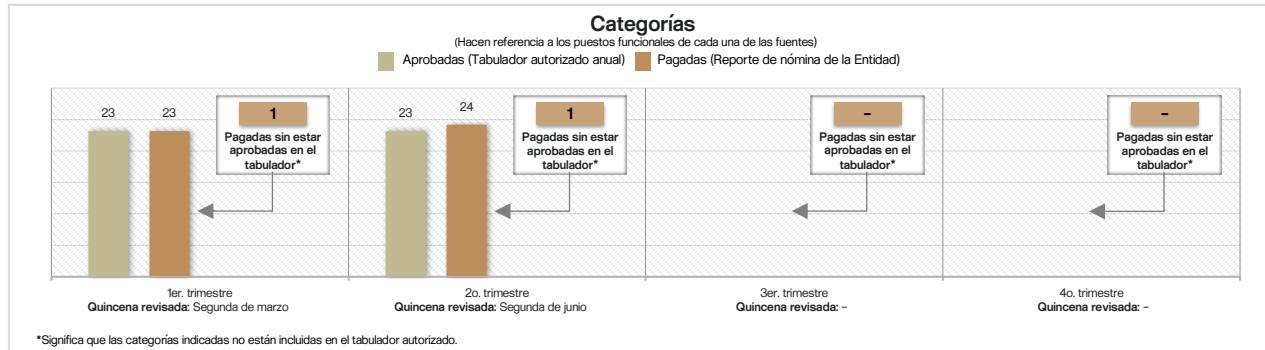 Categorías
(Hacen referencia a los puestos funcionales de cada una de las fuentes)
Aprobadas (Tabulador autorizado anual) Pagadas (Reporte de nómina de la Entidad)
23 23
1
Pagadas sin estar
aprobadas en el
tabulador*
23 24
1
Pagadas sin estar
aprobadas en el
tabulador*
–
Pagadas sin estar
aprobadas en el
tabulador*
–
Pagadas sin estar
aprobadas en el
tabulador*
1er. trimestre
Quincena revisada: Segunda de marzo
2o. trimestre
Quincena revisada: Segunda de junio
3er. trimestre
Quincena revisada: –
4o. trimestre
Quincena revisada: –
*Significa que las categorías indicadas no están incluidas en el tabulador autorizado.